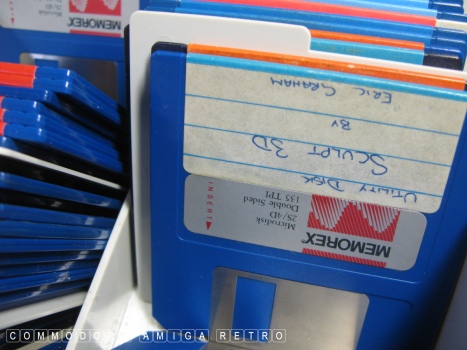 UTILITY DISK
SCULPT 3D
BY
ERIC GRAHAM
MEMOREX
Microdisk
2S/4D
Double Sided
135 TPI
INSERT
MEMOREX
COMMODORE AMIGA RETRO